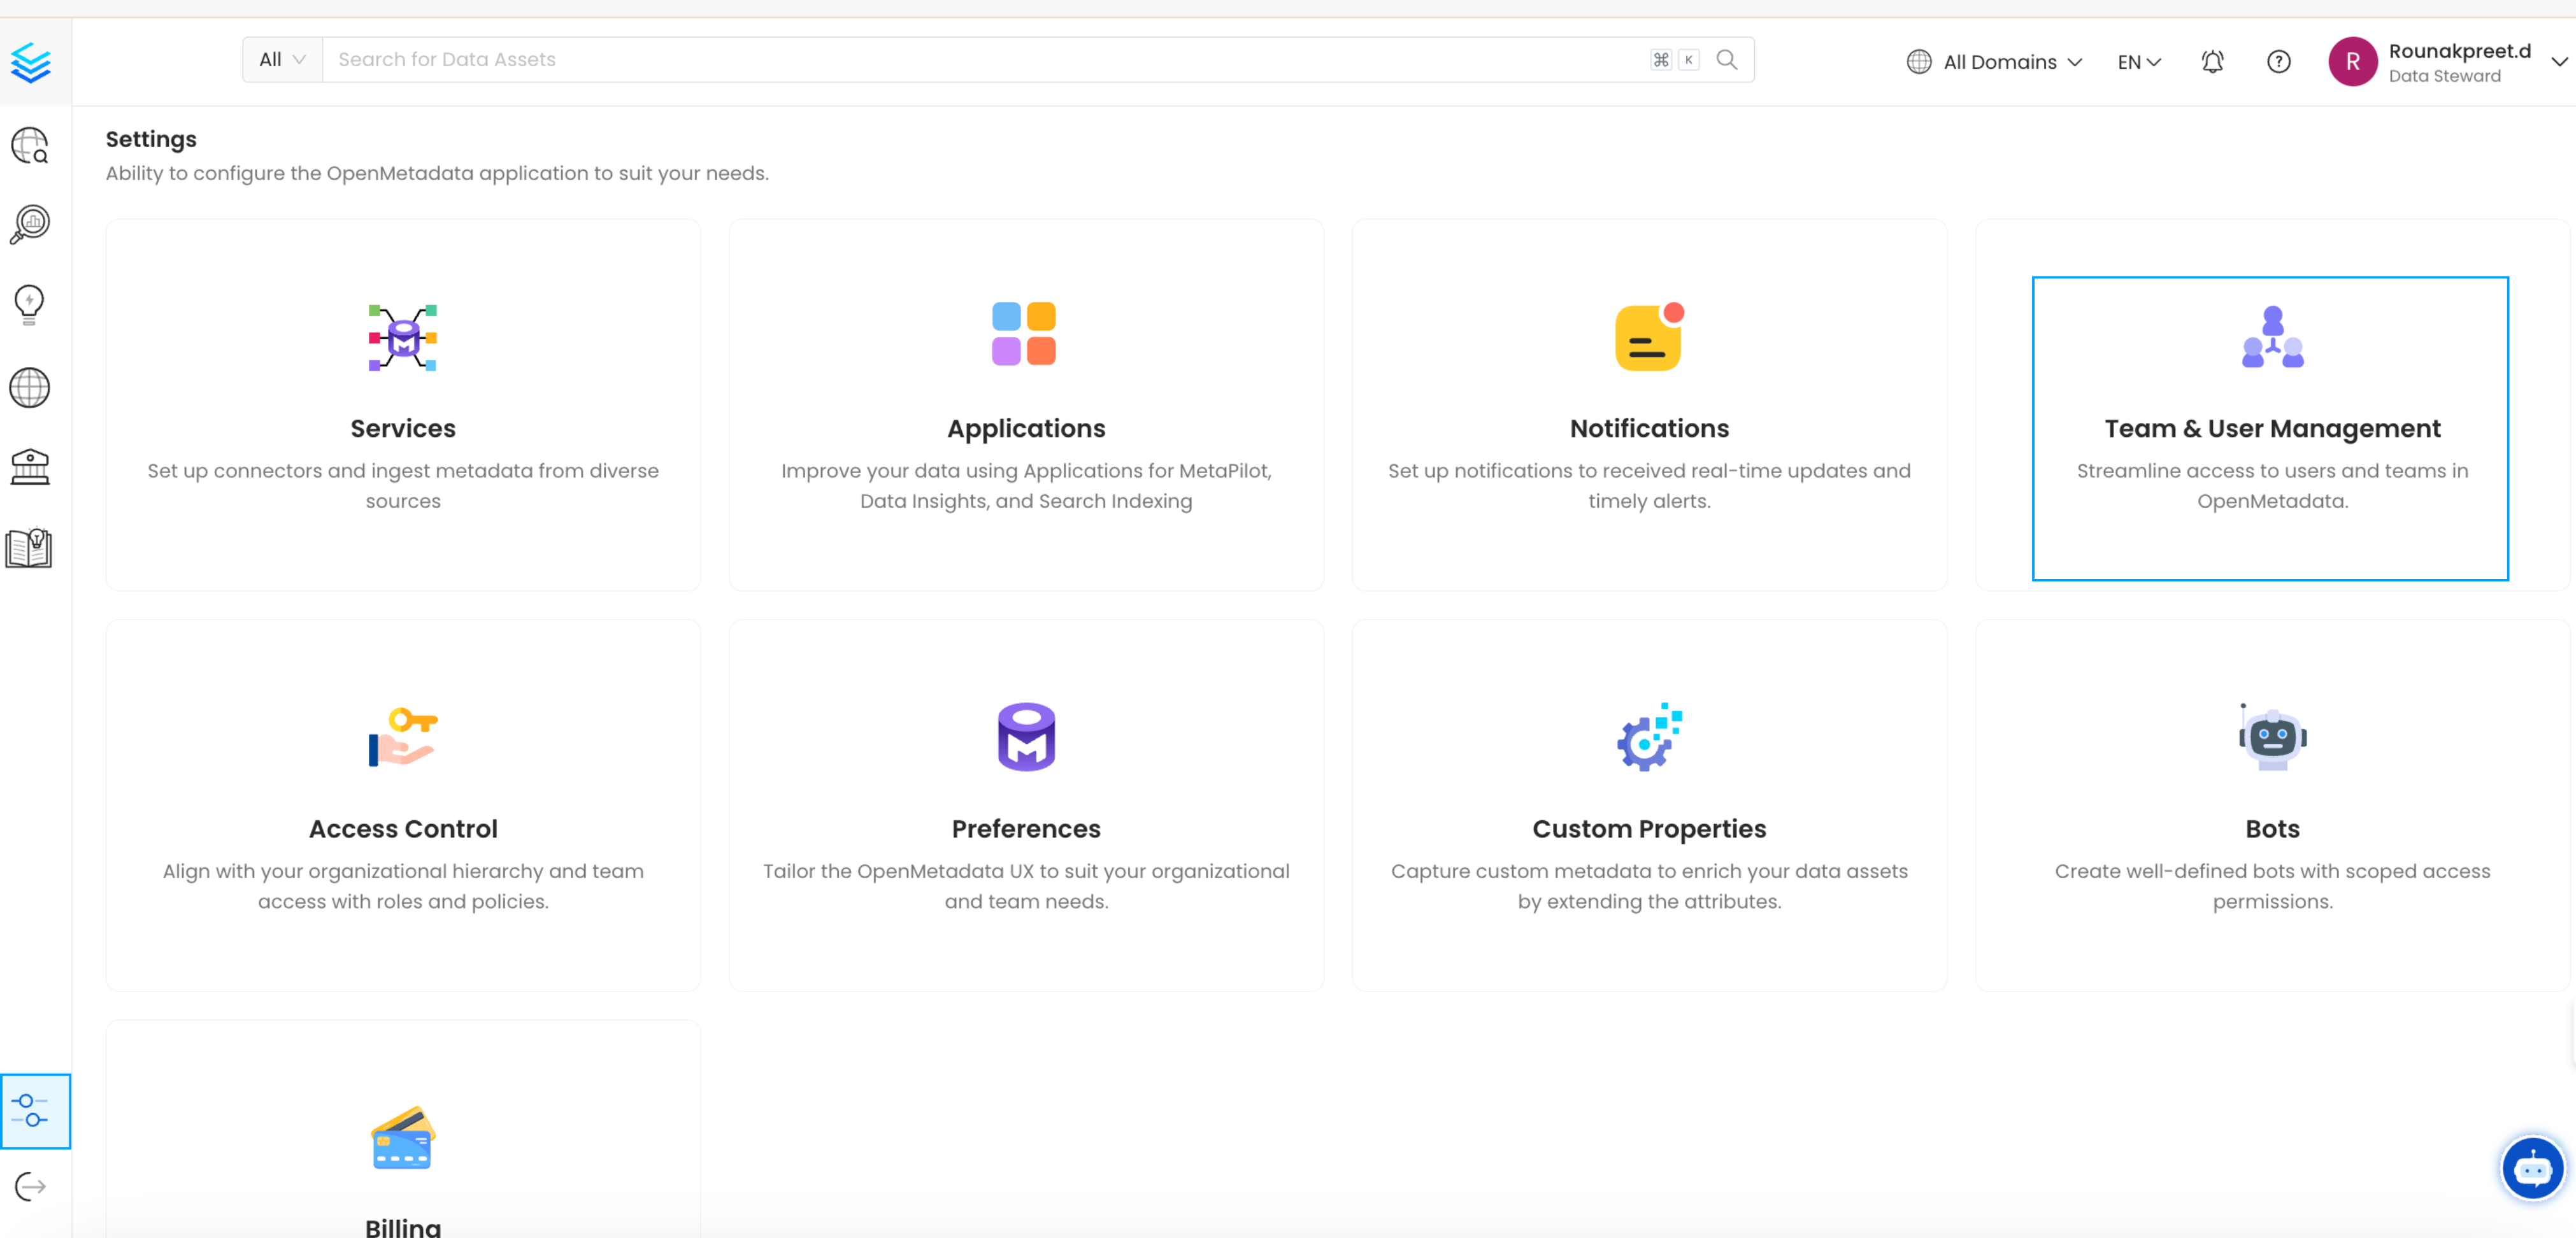 All
Search for Data Assets
⌘ K
All Domains
EN
R
Rounakpreet.d
Data Steward
Settings
Ability to configure the OpenMetadata application to suit your needs.
Services
Set up connectors and ingest metadata from diverse
sources
Applications
Improve your data using Applications for MetaPilot,
Data Insights, and Search Indexing
Notifications
Set up notifications to received real-time updates and
timely alerts.
Team & User Management
Streamline access to users and teams in
OpenMetadata.
Access Control
Align with your organizational hierarchy and team
access with roles and policies.
Preferences
Tailor the OpenMetadata UX to suit your organizational
and team needs.
Custom Properties
Capture custom metadata to enrich your data assets
by extending the attributes.
Bots
Create well-defined bots with scoped access
permissions.
Billing